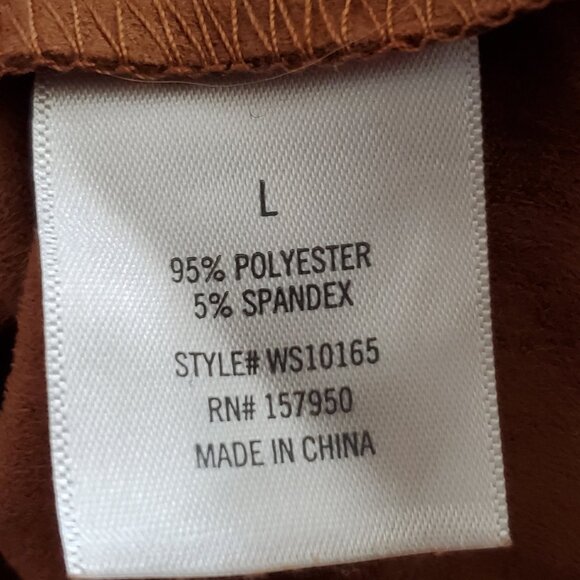 L
95% POLYESTER
5% SPANDEX
STYLE# WS10165
RN# 157950
MADE IN CHINA